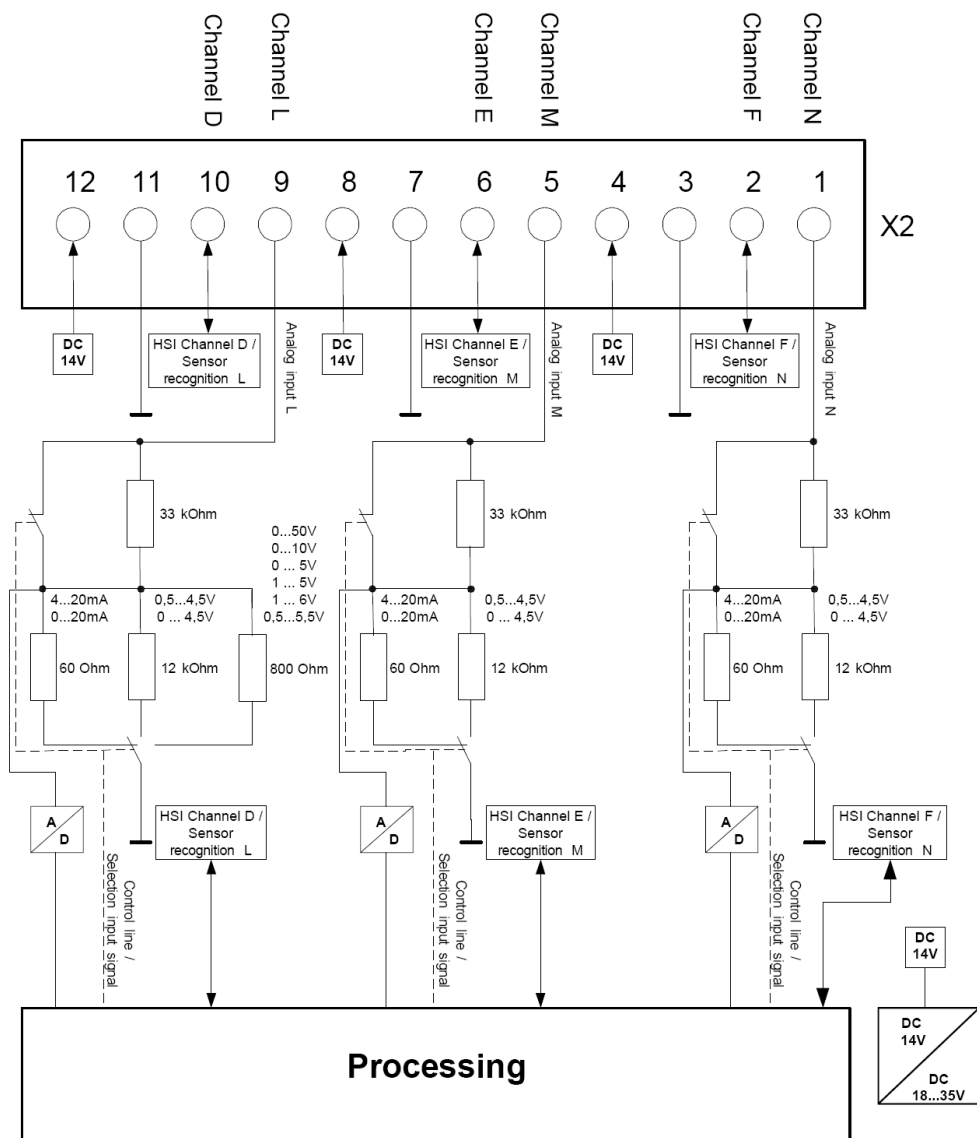 Channel D
Channel L
Channel E
Channel M
Channel F
Channel N
12 11 10 9 8 7 6 5 4 3 2 1
X2
DC
14V
HSI Channel D /
Sensor
recognition L
Analog input L
DC
14V
HSI Channel E /
Sensor
recognition M
Analog input M
DC
14V
HSI Channel F /
Sensor
recognition N
Analog input N
33 kOhm
0...50V
0...10V
0 ... 5V
1 ... 5V
1 ... 6V
0,5...5,5V
33 kOhm
33 kOhm
4...20mA
0...20mA
0,5...4,5V
0 ... 4,5V
4...20mA
0...20mA
0,5...4,5V
0 ... 4,5V
4...20mA
0...20mA
0,5...4,5V
0 ... 4,5V
60 Ohm
12 kOhm
800 Ohm
60 Ohm
12 kOhm
60 Ohm
12 kOhm
A
D
HSI Channel D /
Sensor
recognition L
A
D
HSI Channel E /
Sensor
recognition M
A
D
HSI Channel F /
Sensor
recognition N
Control line /
Selection input signal
Control line /
Selection input signal
Control line /
Selection input signal
DC
14V
DC
14V
DC
18...35V
Processing